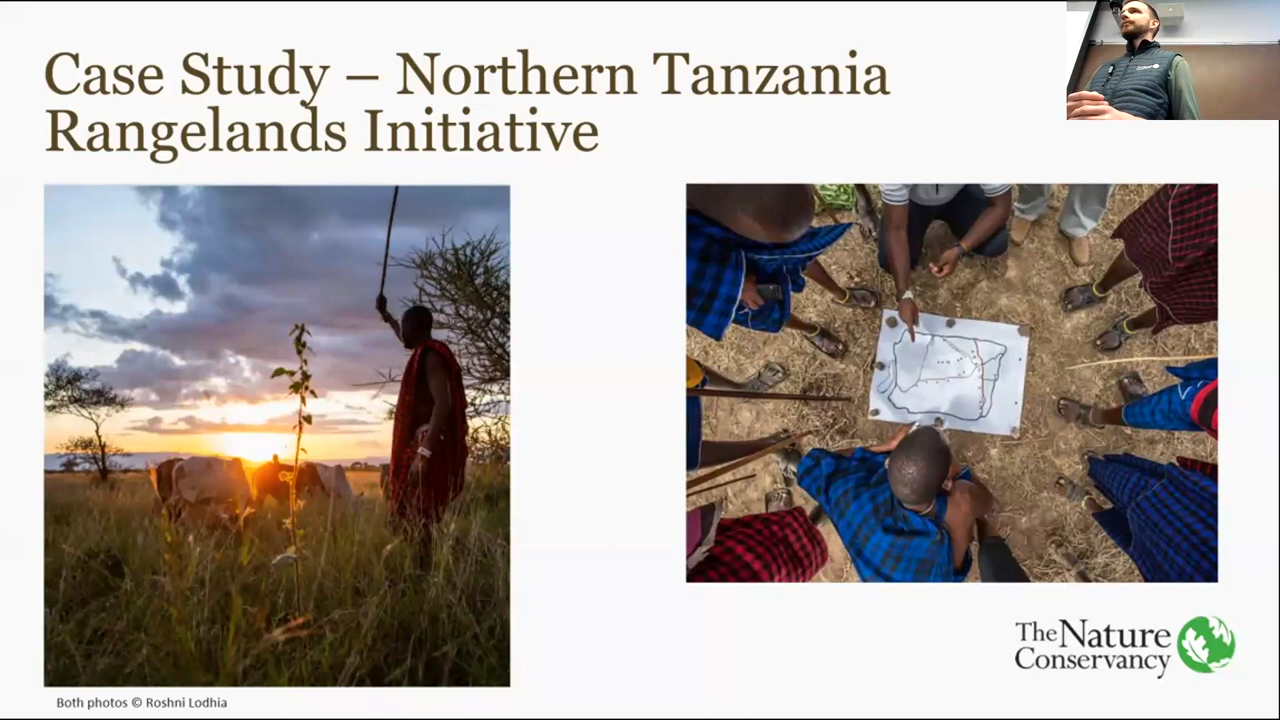 Case Study – Northern Tanzania
Rangelands Initiative
The Nature
Conservancy
Both photos © Roshni Lodhia